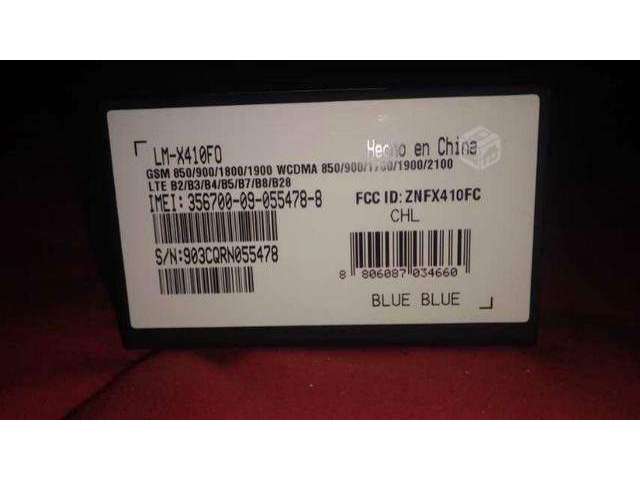 LM-X410FO
Hecho en China
GSM 850/900/1800/1900 WCDMA 850/900/1700/1900/2100
LTE B2/B3/B4/B5/B7/B8/B28
IMEI: 356700-09-055478-8
FCC ID: ZNFX410FC
CHL
S/N:903CQRN055478
8 806087 034660
BLUE BLUE